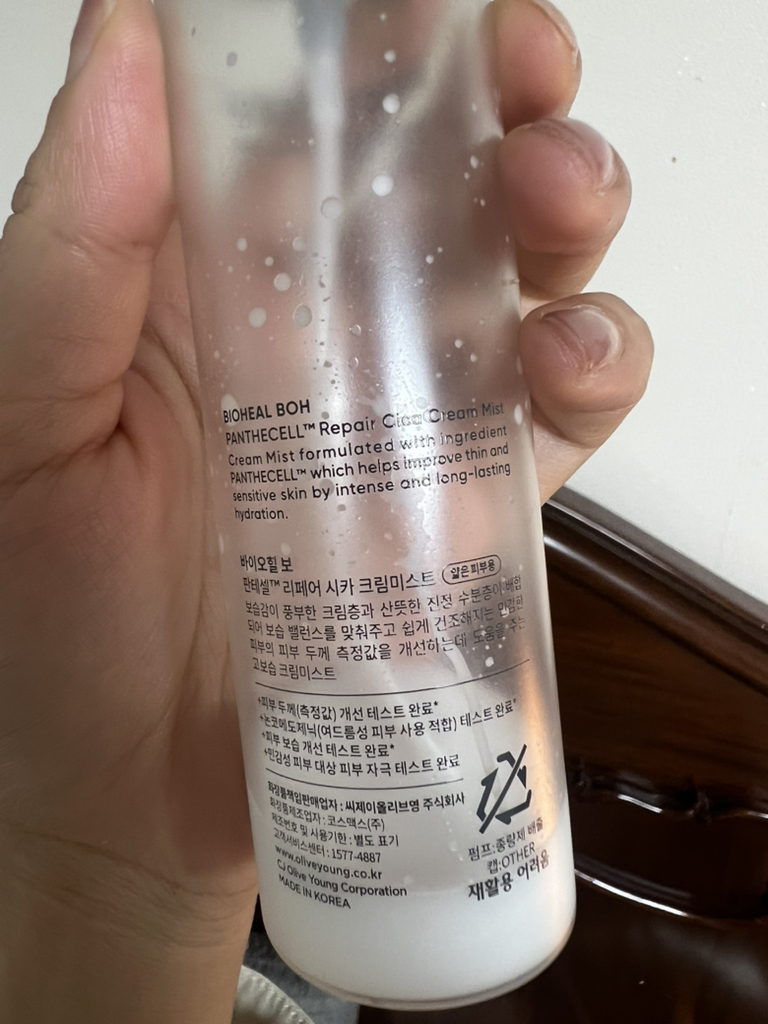 BIOHEAL BOH
PANTHECELL™ Repair Cica Cream Mist
Cream Mist formulated with ingredient
PANTHECELL™ which helps improve thin and
sensitive skin by intense and long-lasting
hydration.
바이오힐 보
판테셀™ 리페어 시카 크림미스트 얇은피부용
보습감이 풍부한 크림층과 산뜻한 진정 수분층이 배합
되어 보습 밸런스를 맞춰주고 쉽게 건조해지는 민감한
피부의 피부 두께 측정값을 개선하는데 도움을 주는
고보습 크림미스트
+피부 두께(측정값) 개선 테스트 완료*
+논코메도제닉(여드름성 피부 사용 적합) 테스트 완료*
+피부 보습 개선 테스트 완료*
+민감성 피부 대상 피부 자극 테스트 완료
화장품책임판매업자 : 씨제이올리브영 주식회사
화장품제조업자 : 코스맥스(주)
제조번호 및 사용기한 : 별도 표기
고객서비스센터 : 1577-4887
www.oliveyoung.co.kr
CJ Olive Young Corporation
MADE IN KOREA
펌프:종량제 배출
캡:OTHER
재활용 어려움